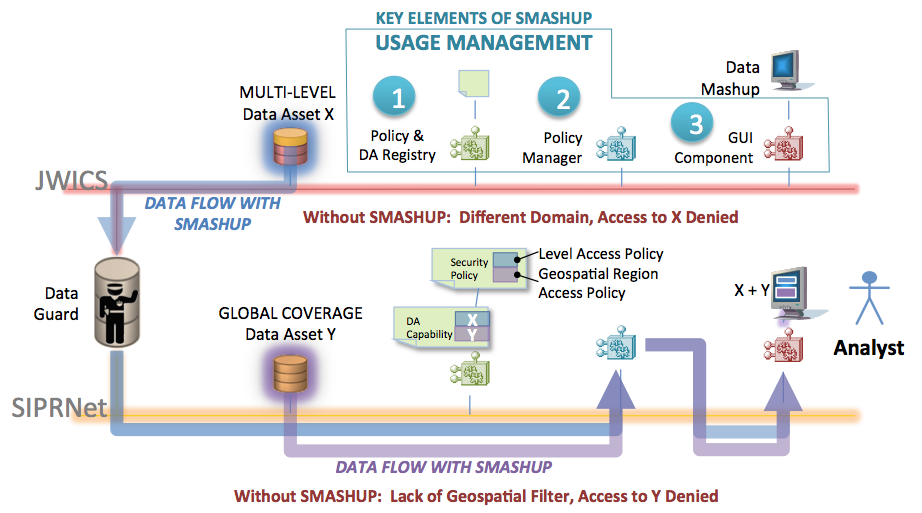 KEY ELEMENTS OF SMASHUP
USAGE MANAGEMENT
Data
Mashup
MULTI-LEVEL
Data Asset X
1
Policy &
DA Registry
2
Policy
Manager
3
GUI
Component
JWICS
DATA FLOW WITH
SMASHUP
Without SMASHUP:  Different Domain, Access to X Denied
Data
Guard
Security
Policy
Level Access Policy
Geospatial Region
Access Policy
GLOBAL COVERAGE
Data Asset Y
DA
Capability
X
Y
X + Y
Analyst
SIPRNet
DATA FLOW WITH SMASHUP
Without SMASHUP:  Lack of Geospatial Filter, Access to Y Denied